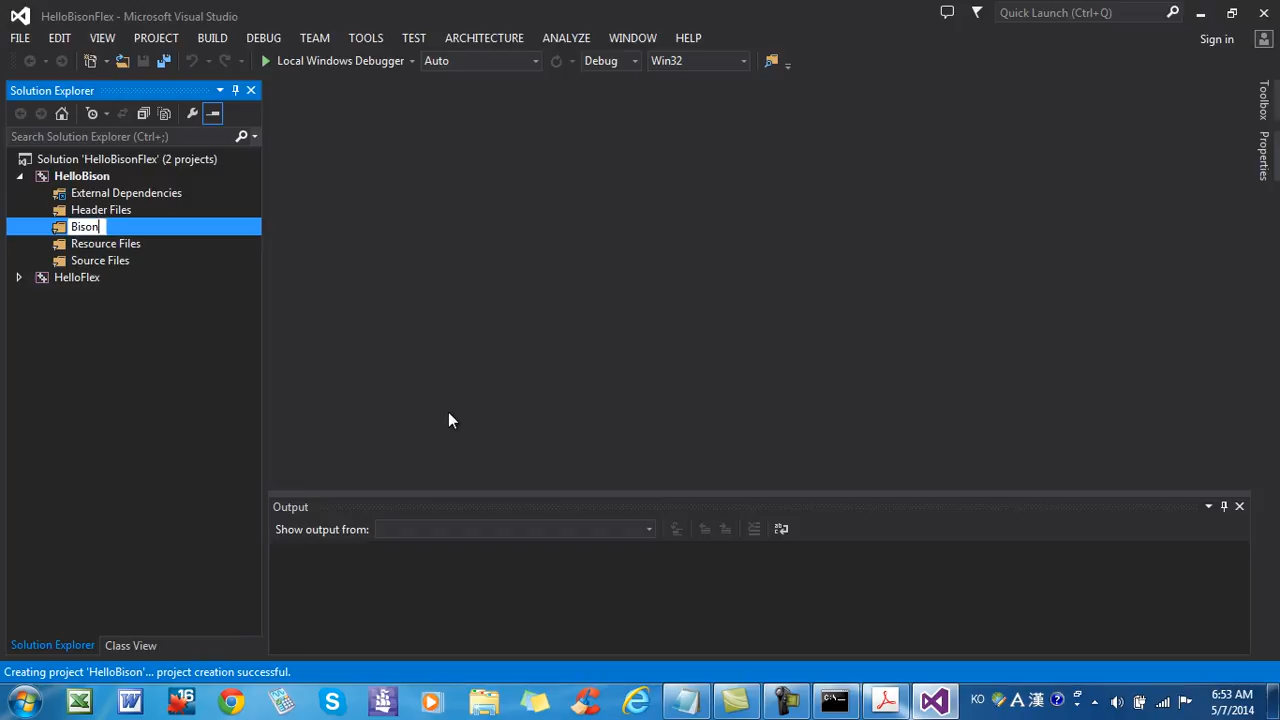 HelloBisonFlex - Microsoft Visual Studio
Quick Launch (Ctrl+Q)
FILE EDIT VIEW PROJECT BUILD DEBUG TEAM TOOLS TEST ARCHITECTURE ANALYZE WINDOW HELP
Sign in
Local Windows Debugger
Auto
Debug
Win32
Solution Explorer
Search Solution Explorer (Ctrl+;)
Solution 'HelloBisonFlex' (2 projects)
HelloBison
External Dependencies
Header Files
Bison
Resource Files
Source Files
HelloFlex
Toolbox
Properties
Output
Show output from:
Solution Explorer
Class View
Creating project 'HelloBison'... project creation successful.
KO
A
漢
6:53 AM
5/7/2014